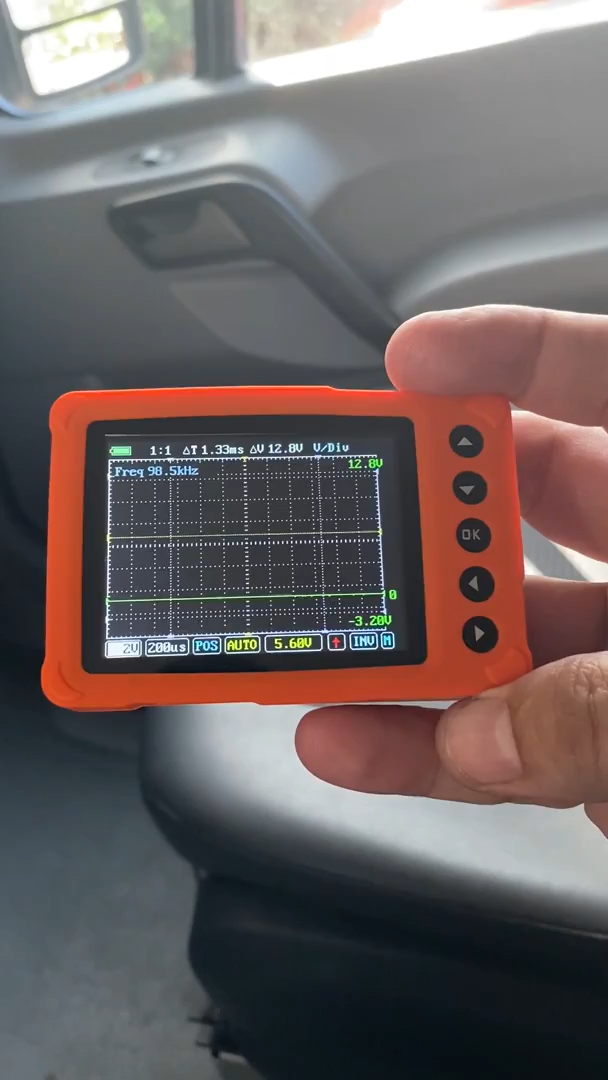 1:1 ΔT 1.33ms ΔV 12.8V V/Div
Freq 98.5kHz
12.8V
0
-3.20V
2V 200us POS AUTO 5.60V ↑ INV M
OK